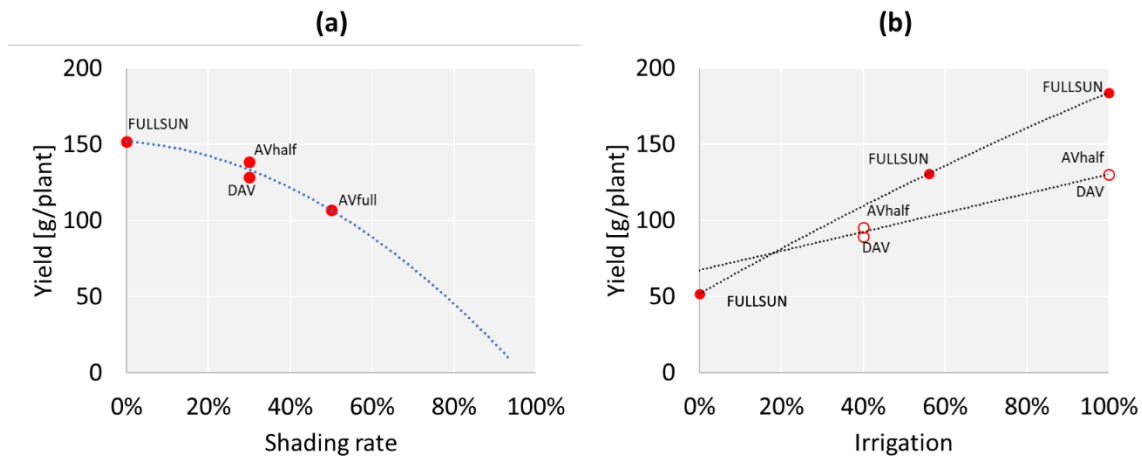 (a)
200
150
100
50
0
Yield [g/plant]
FULLSUN
AVhalf
DAV
AVfull
0% 20% 40% 60% 80% 100%
Shading rate
(b)
200
150
100
50
0
Yield [g/plant]
FULLSUN
FULLSUN
AVhalf
DAV
AVhalf
DAV
FULLSUN
0% 20% 40% 60% 80% 100%
Irrigation